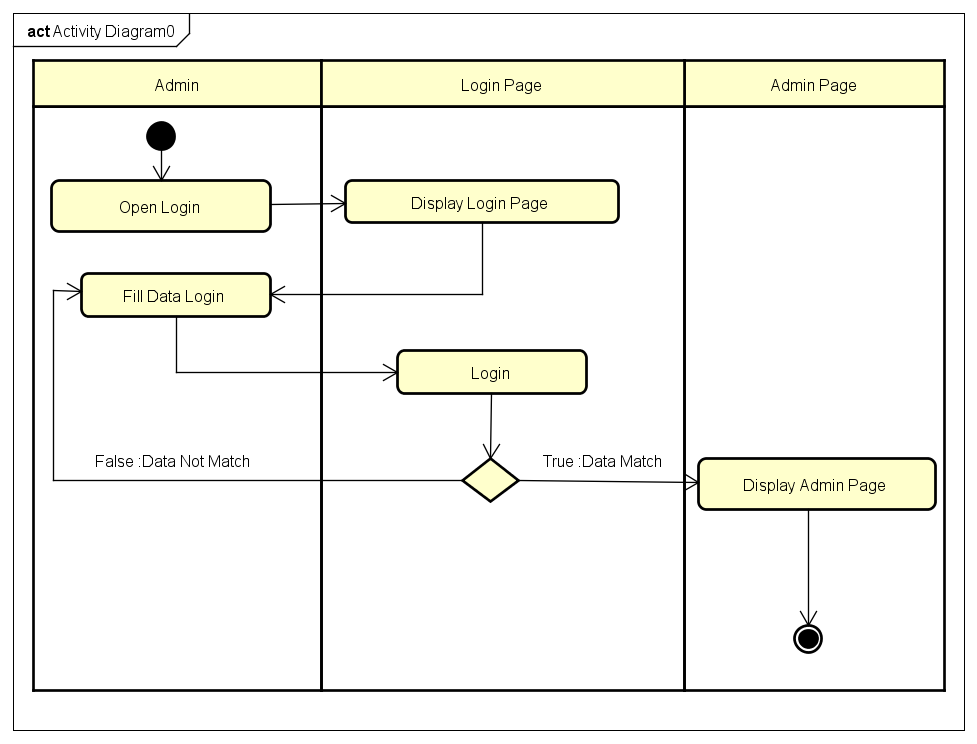 act Activity Diagram0
Admin
Login Page
Admin Page
Open Login
Display Login Page
Fill Data Login
Login
False :Data Not Match
True :Data Match
Display Admin Page